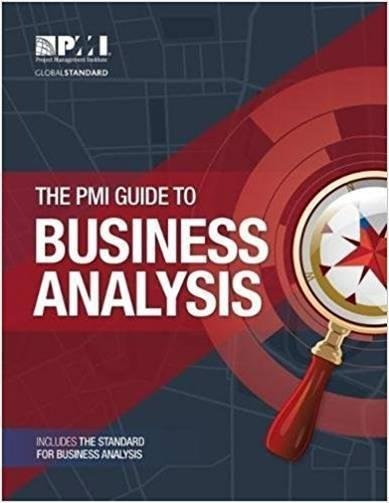 PMI
Project Management Institute
GLOBALSTANDARD
THE PMI GUIDE TO
BUSINESS
ANALYSIS
N
W
INCLUDES THE STANDARD
FOR BUSINESS ANALYSIS